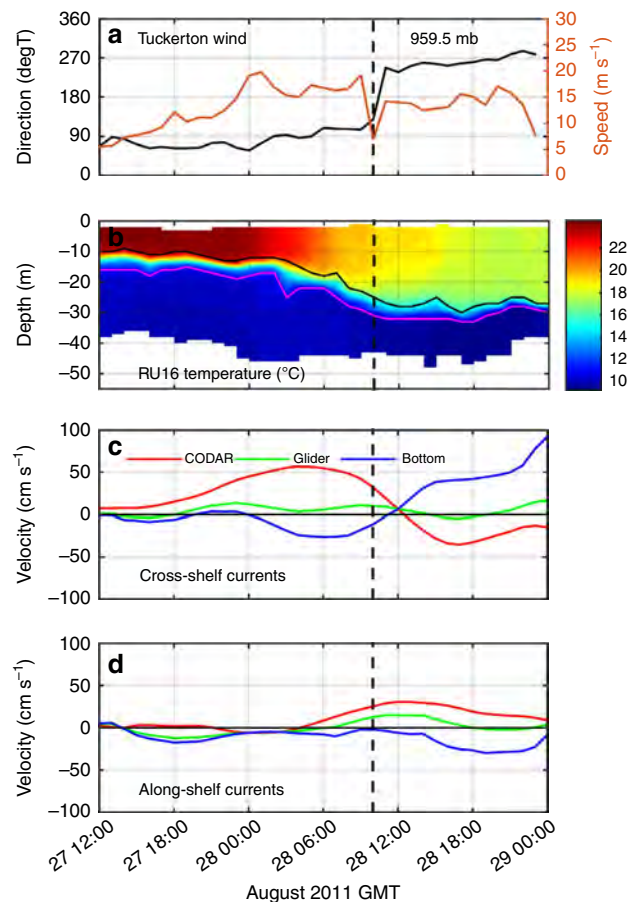 360
270
180
90
0
Direction (degT)
a
Tuckerton wind
959.5 mb
30
25
20
15
10
5
0
Speed (m s⁻¹)
0
−10
−20
−30
−40
−50
Depth (m)
b
RU16 temperature (°C)
22
20
18
16
14
12
10
100
50
0
−50
−100
Velocity (cm s⁻¹)
c
CODAR
Glider
Bottom
Cross-shelf currents
100
50
0
−50
−100
Velocity (cm s⁻¹)
d
Along-shelf currents
27 12:00
27 18:00
28 00:00
28 06:00
28 12:00
28 18:00
29 00:00
August 2011 GMT